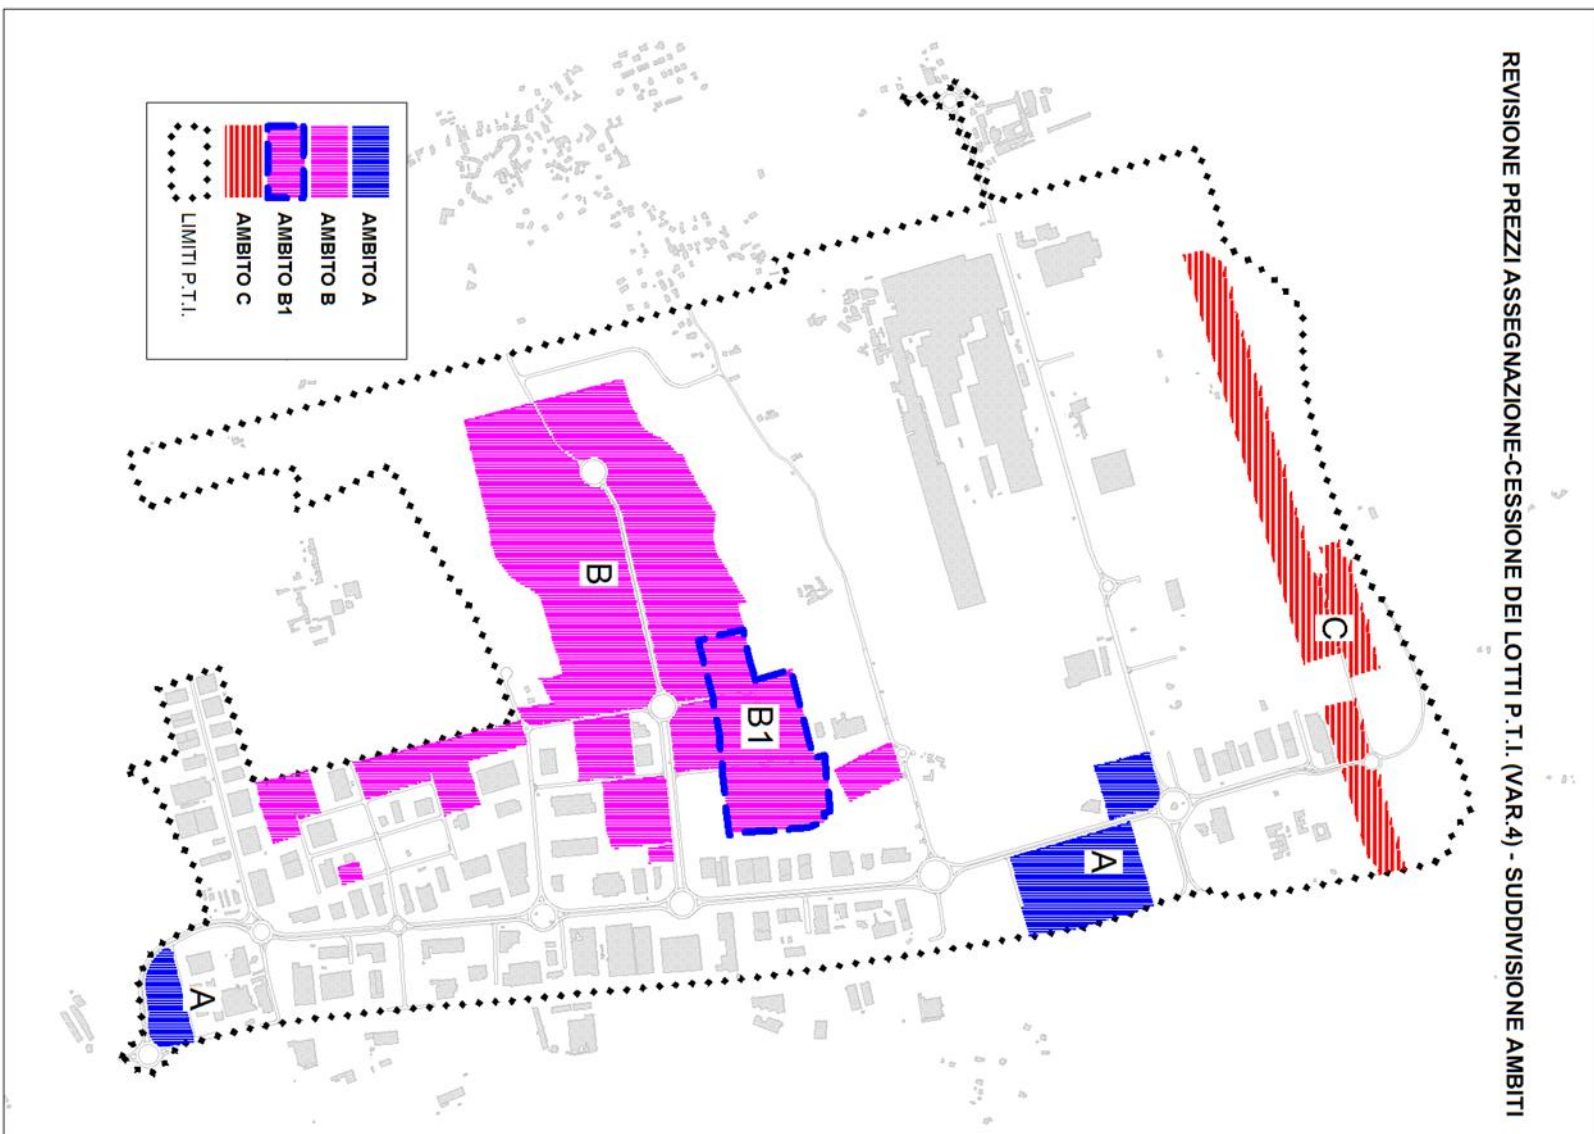 REVISIONE PREZZI ASSEGNAZIONE-CESSIONE DEI LOTTI P.T.I. (VAR.4) - SUDDIVISIONE AMBITI
C
A
B1
B
A
AMBITO A
AMBITO B
AMBITO B1
AMBITO C
LIMITI P.T.I.